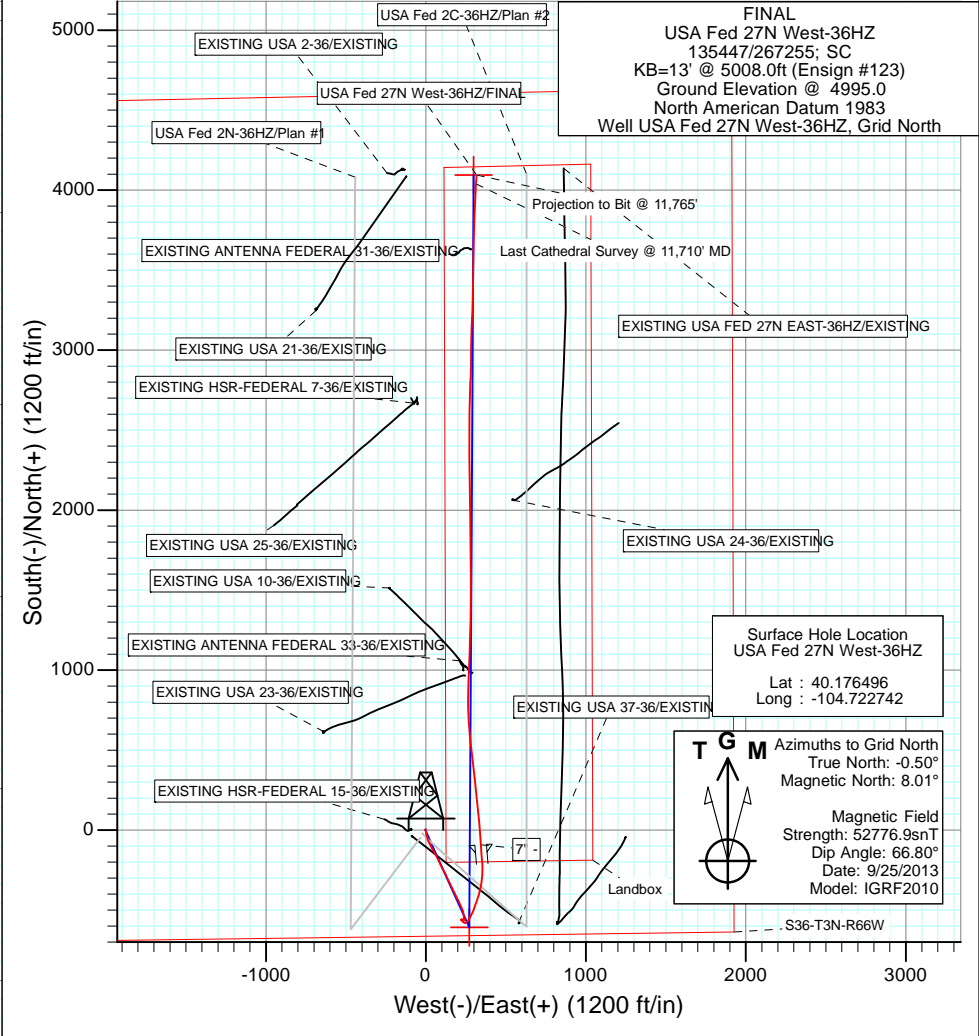 FINAL
USA Fed 27N West-36HZ
135447/267255; SC
KB=13' @ 5008.0ft (Ensign #123)
Ground Elevation @ 4995.0
North American Datum 1983
Well USA Fed 27N West-36HZ, Grid North
USA Fed 2C-36HZ/Plan #2
EXISTING USA 2-36/EXISTING
USA Fed 27N West-36HZ/FINAL
USA Fed 2N-36HZ/Plan #1
Projection to Bit @ 11,765'
EXISTING ANTENNA FEDERAL 31-36/EXISTING
Last Cathedral Survey @ 11,710' MD
EXISTING USA FED 27N EAST-36HZ/EXISTING
EXISTING USA 21-36/EXISTING
EXISTING HSR-FEDERAL 7-36/EXISTING
EXISTING USA 25-36/EXISTING
EXISTING USA 24-36/EXISTING
EXISTING USA 10-36/EXISTING
EXISTING ANTENNA FEDERAL 33-36/EXISTING
EXISTING USA 23-36/EXISTING
EXISTING USA 37-36/EXISTIN
EXISTING HSR-FEDERAL 15-36/EXISTING
7' -
Landbox
S36-T3N-R66W
Surface Hole Location
USA Fed 27N West-36HZ
Lat : 40.176496
Long : -104.722742
T G M
Azimuths to Grid North
True North: -0.50°
Magnetic North: 8.01°
Magnetic Field
Strength: 52776.9snT
Dip Angle: 66.80°
Date: 9/25/2013
Model: IGRF2010
5000
4000
3000
2000
1000
0
South(-)/North(+) (1200 ft/in)
-1000 0 1000 2000 3000
West(-)/East(+) (1200 ft/in)